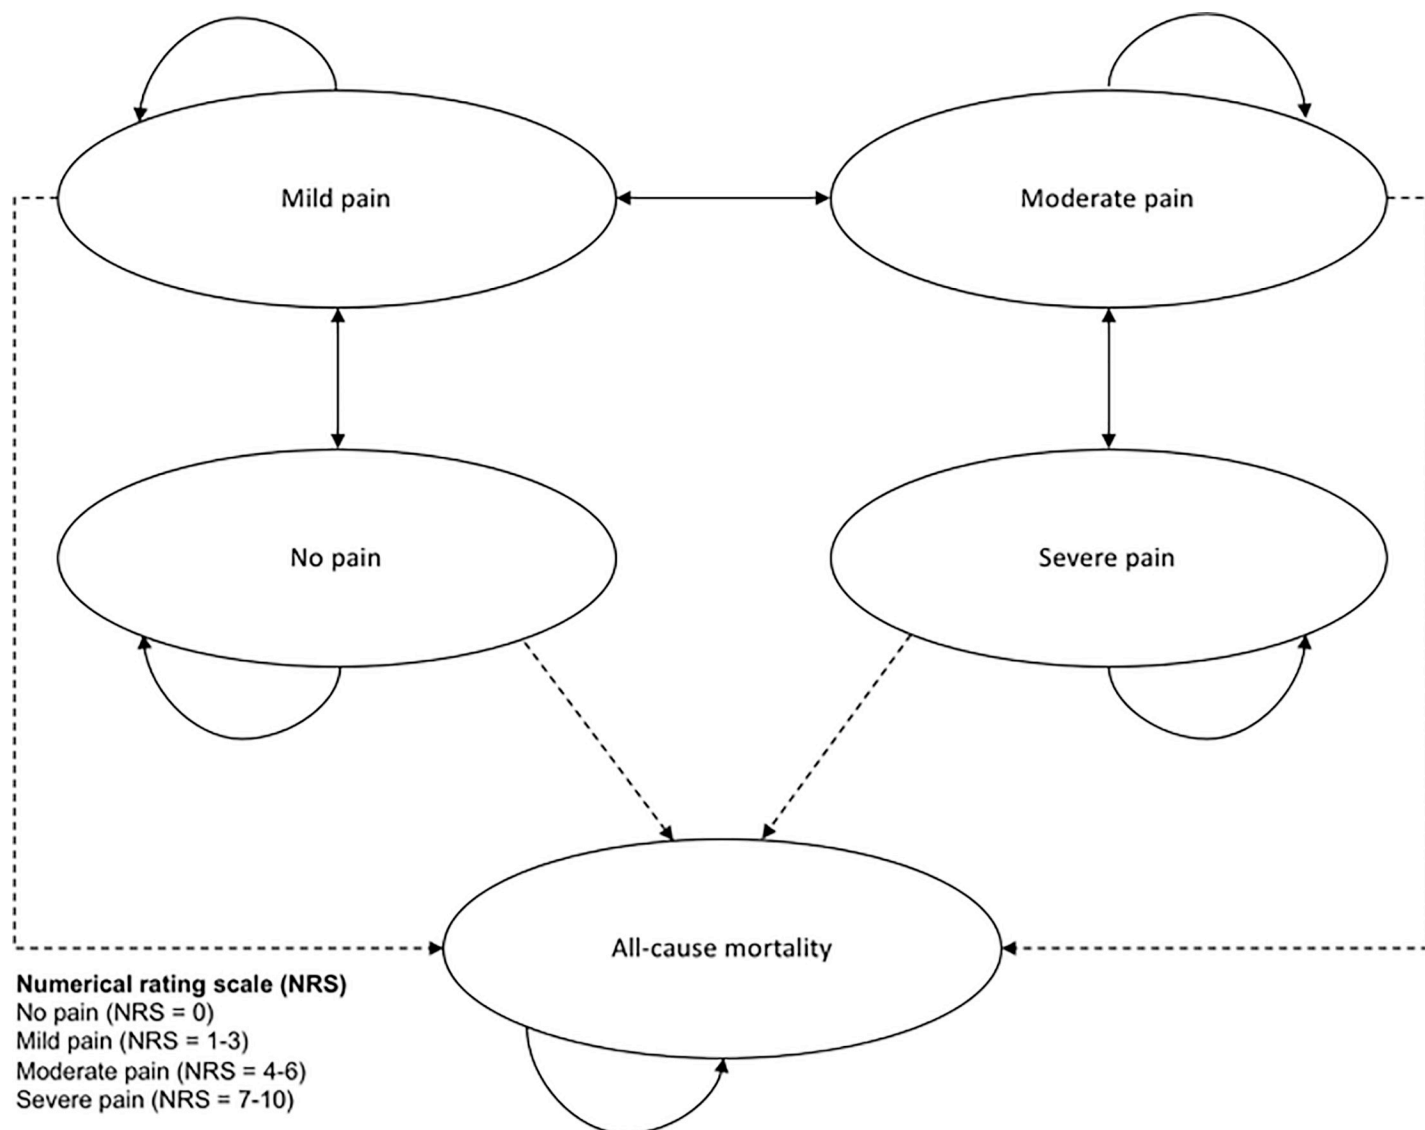 Mild pain
Moderate pain
No pain
Severe pain
All-cause mortality
Numerical rating scale (NRS)
No pain (NRS = 0)
Mild pain (NRS = 1-3)
Moderate pain (NRS = 4-6)
Severe pain (NRS = 7-10)